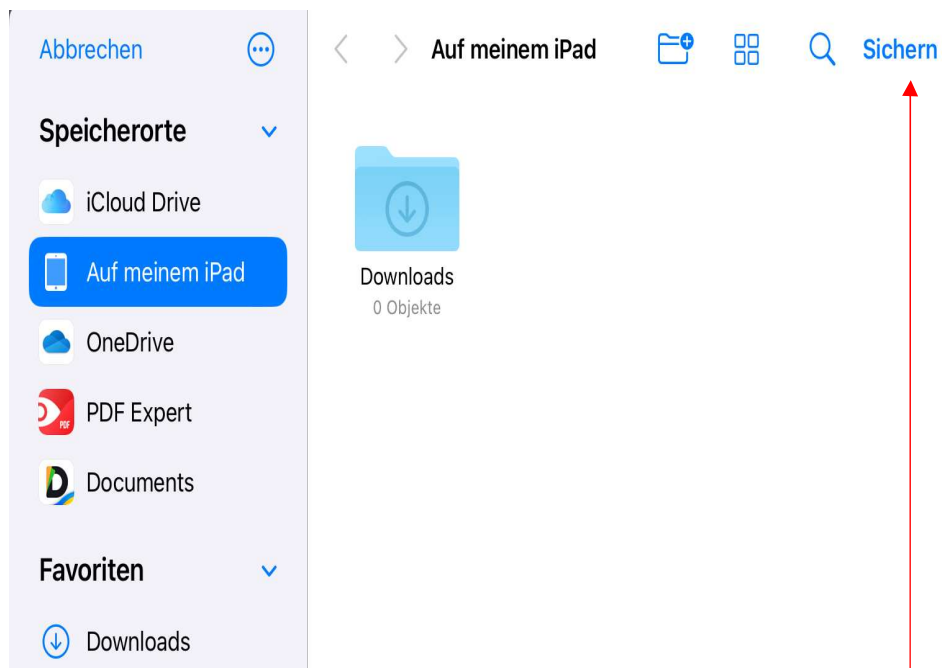 Abbrechen
Auf meinem iPad
Sichern
Speicherorte
iCloud Drive
Auf meinem iPad
OneDrive
PDF
PDF Expert
D
Documents
Favoriten
Downloads
Downloads
0 Objekte